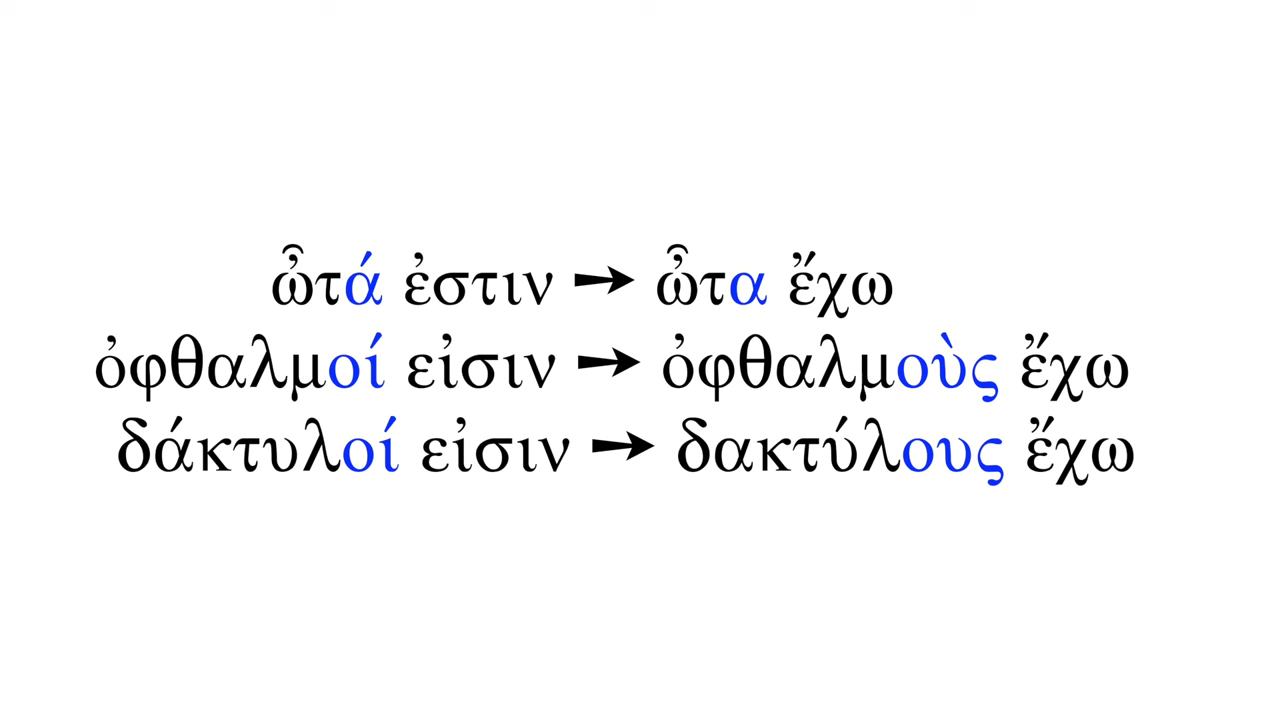 ὦτά ἐστιν ➛ ὦτα ἔχω
ὀφθαλμοί εἰσιν ➛ ὀφθαλμοὺς ἔχω
δάκτυλοί εἰσιν ➛ δακτύλους ἔχω